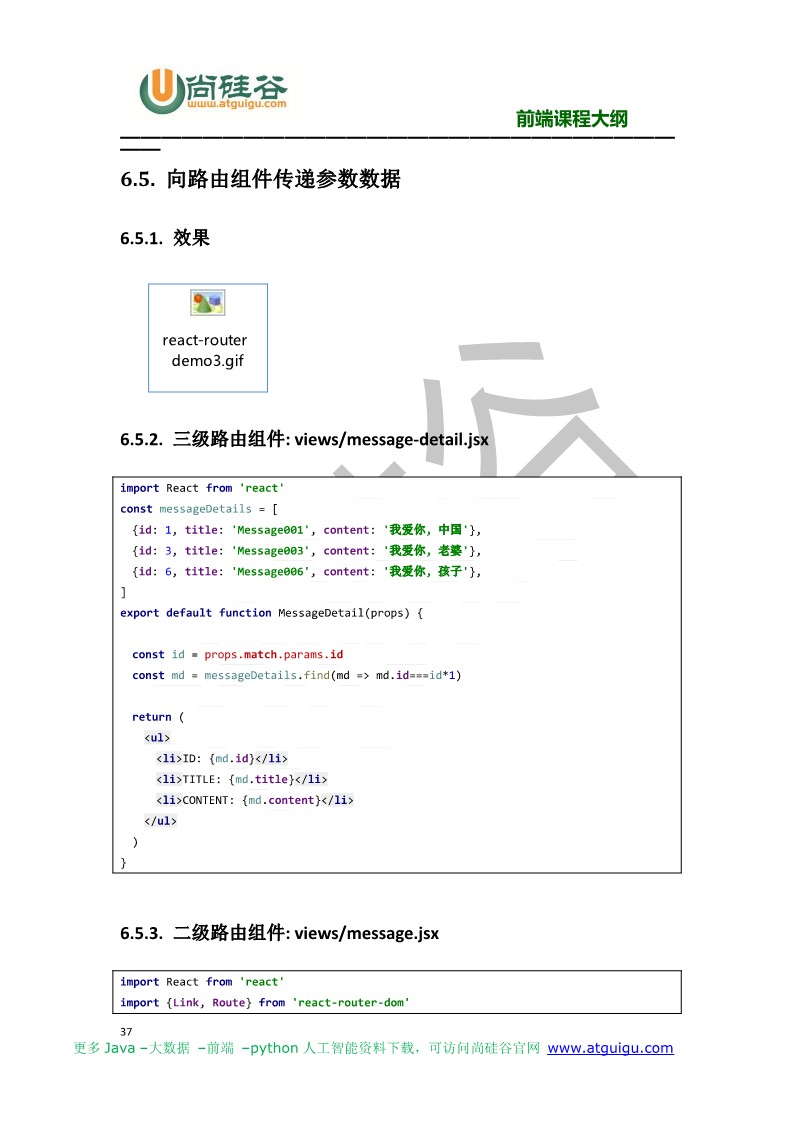 尚硅谷
www.atguigu.com
前端课程大纲
6.5. 向路由组件传递参数数据
6.5.1. 效果
react-router
demo3.gif
6.5.2. 三级路由组件: views/message-detail.jsx
import React from 'react'
const messageDetails = [
  {id: 1, title: 'Message001', content: '我爱你, 中国'},
  {id: 3, title: 'Message003', content: '我爱你, 老婆'},
  {id: 6, title: 'Message006', content: '我爱你, 孩子'},
]
export default function MessageDetail(props) {
  const id = props.match.params.id
  const md = messageDetails.find(md => md.id===id*1)
  return (
    <ul>
      <li>ID: {md.id}</li>
      <li>TITLE: {md.title}</li>
      <li>CONTENT: {md.content}</li>
    </ul>
  )
}
6.5.3. 二级路由组件: views/message.jsx
import React from 'react'
import {Link, Route} from 'react-router-dom'
37
更多 Java –大数据 –前端 –python 人工智能资料下载，可访问尚硅谷官网 www.atguigu.com